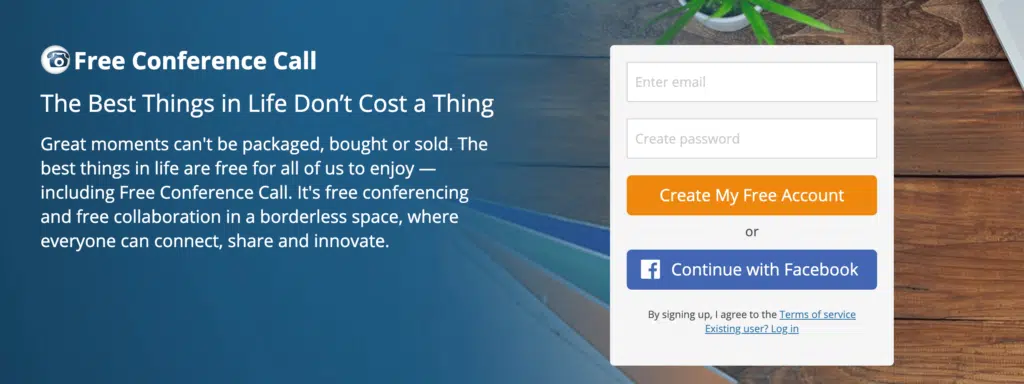 Free Conference Call
The Best Things in Life Don’t Cost a Thing
Great moments can't be packaged, bought or sold. The
best things in life are free for all of us to enjoy —
including Free Conference Call. It's free conferencing
and free collaboration in a borderless space, where
everyone can connect, share and innovate.
Enter email
Create password
Create My Free Account
or
Continue with Facebook
By signing up, I agree to the Terms of service
Existing user? Log in